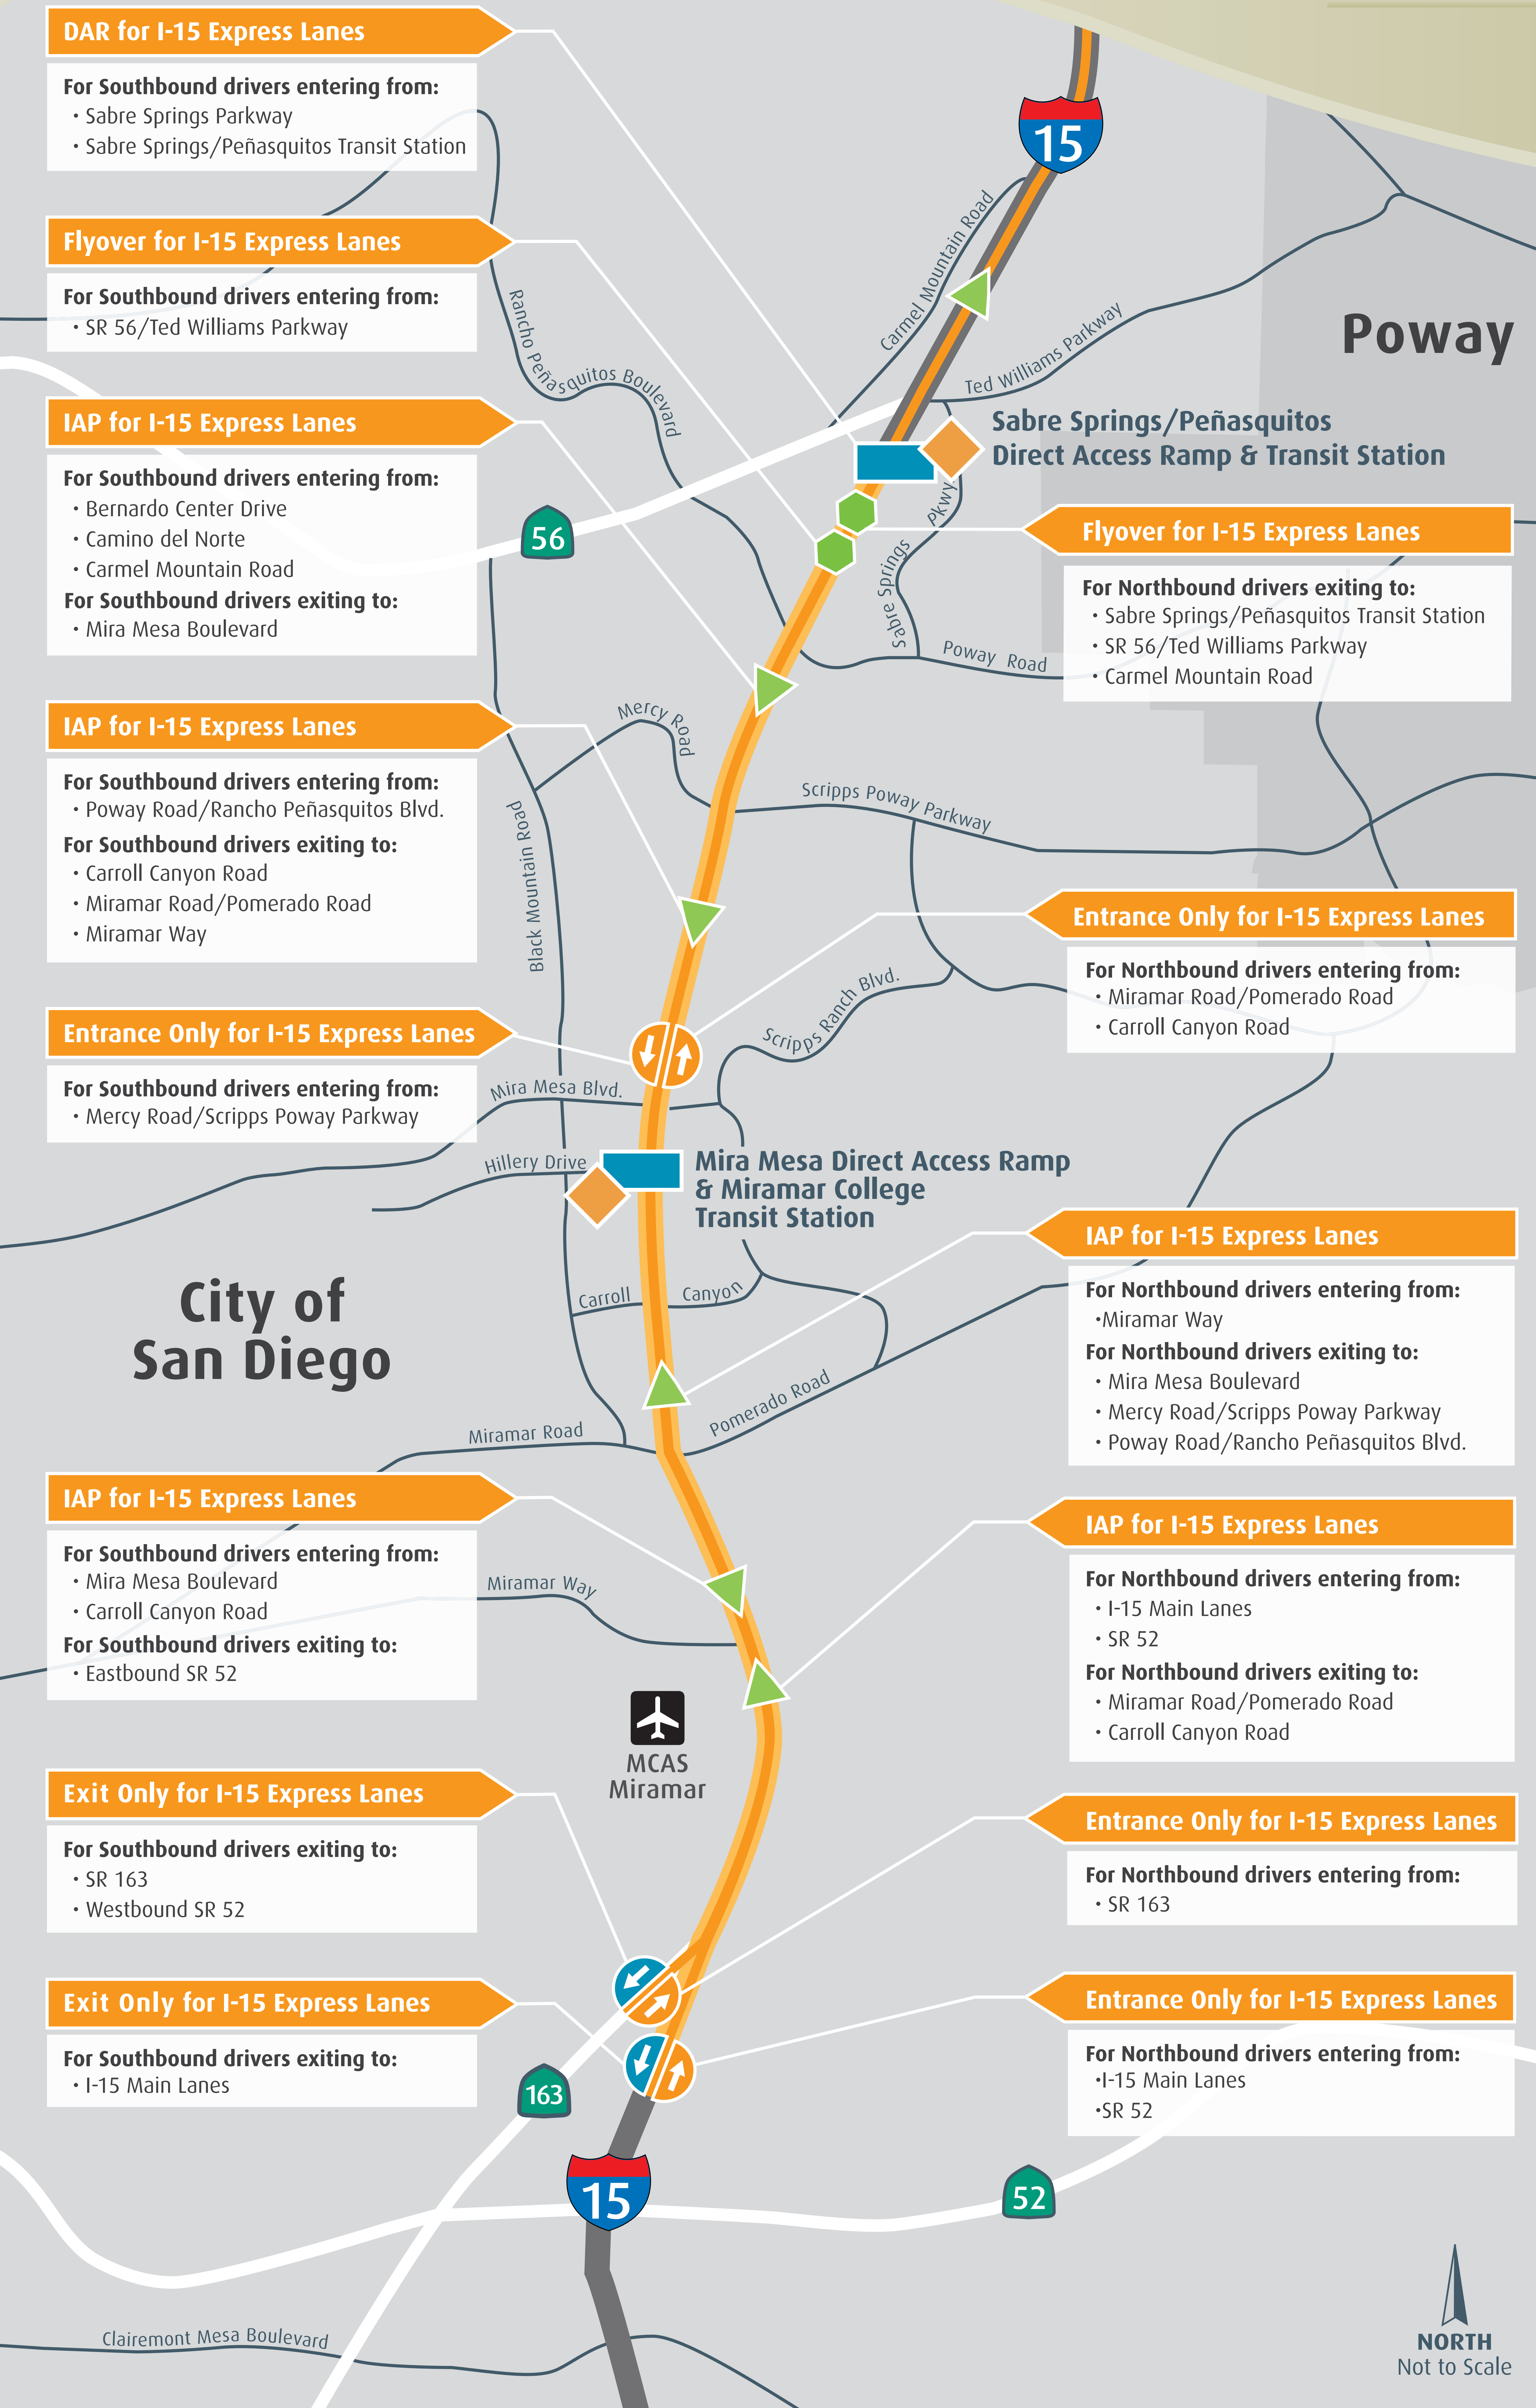 DAR for I-15 Express Lanes
For Southbound drivers entering from:
• Sabre Springs Parkway
• Sabre Springs/Peñasquitos Transit Station
Flyover for I-15 Express Lanes
For Southbound drivers entering from:
• SR 56/Ted Williams Parkway
IAP for I-15 Express Lanes
For Southbound drivers entering from:
• Bernardo Center Drive
• Camino del Norte
• Carmel Mountain Road
For Southbound drivers exiting to:
• Mira Mesa Boulevard
IAP for I-15 Express Lanes
For Southbound drivers entering from:
• Poway Road/Rancho Peñasquitos Blvd.
For Southbound drivers exiting to:
• Carroll Canyon Road
• Miramar Road/Pomerado Road
• Miramar Way
Entrance Only for I-15 Express Lanes
For Southbound drivers entering from:
• Mercy Road/Scripps Poway Parkway
City of
San Diego
IAP for I-15 Express Lanes
For Southbound drivers entering from:
• Mira Mesa Boulevard
• Carroll Canyon Road
For Southbound drivers exiting to:
• Eastbound SR 52
Exit Only for I-15 Express Lanes
For Southbound drivers exiting to:
• SR 163
• Westbound SR 52
Exit Only for I-15 Express Lanes
For Southbound drivers exiting to:
• I-15 Main Lanes
15
Carmel Mountain Road
Ted Williams Parkway
Rancho Peñasquitos Boulevard
56
Sabre Springs/Peñasquitos
Direct Access Ramp & Transit Station
Sabre Springs Pkwy.
Poway Road
Mercy Road
Scripps Poway Parkway
Black Mountain Road
Scripps Ranch Blvd.
Mira Mesa Blvd.
Hillery Drive
Mira Mesa Direct Access Ramp
& Miramar College
Transit Station
Carroll Canyon
Pomerado Road
Miramar Road
Miramar Way
MCAS
Miramar
163
15
52
Clairemont Mesa Boulevard
Poway
Flyover for I-15 Express Lanes
For Northbound drivers exiting to:
• Sabre Springs/Peñasquitos Transit Station
• SR 56/Ted Williams Parkway
• Carmel Mountain Road
Entrance Only for I-15 Express Lanes
For Northbound drivers entering from:
• Miramar Road/Pomerado Road
• Carroll Canyon Road
IAP for I-15 Express Lanes
For Northbound drivers entering from:
•Miramar Way
For Northbound drivers exiting to:
• Mira Mesa Boulevard
• Mercy Road/Scripps Poway Parkway
• Poway Road/Rancho Peñasquitos Blvd.
IAP for I-15 Express Lanes
For Northbound drivers entering from:
• I-15 Main Lanes
• SR 52
For Northbound drivers exiting to:
• Miramar Road/Pomerado Road
• Carroll Canyon Road
Entrance Only for I-15 Express Lanes
For Northbound drivers entering from:
• SR 163
Entrance Only for I-15 Express Lanes
For Northbound drivers entering from:
•I-15 Main Lanes
•SR 52
NORTH
Not to Scale